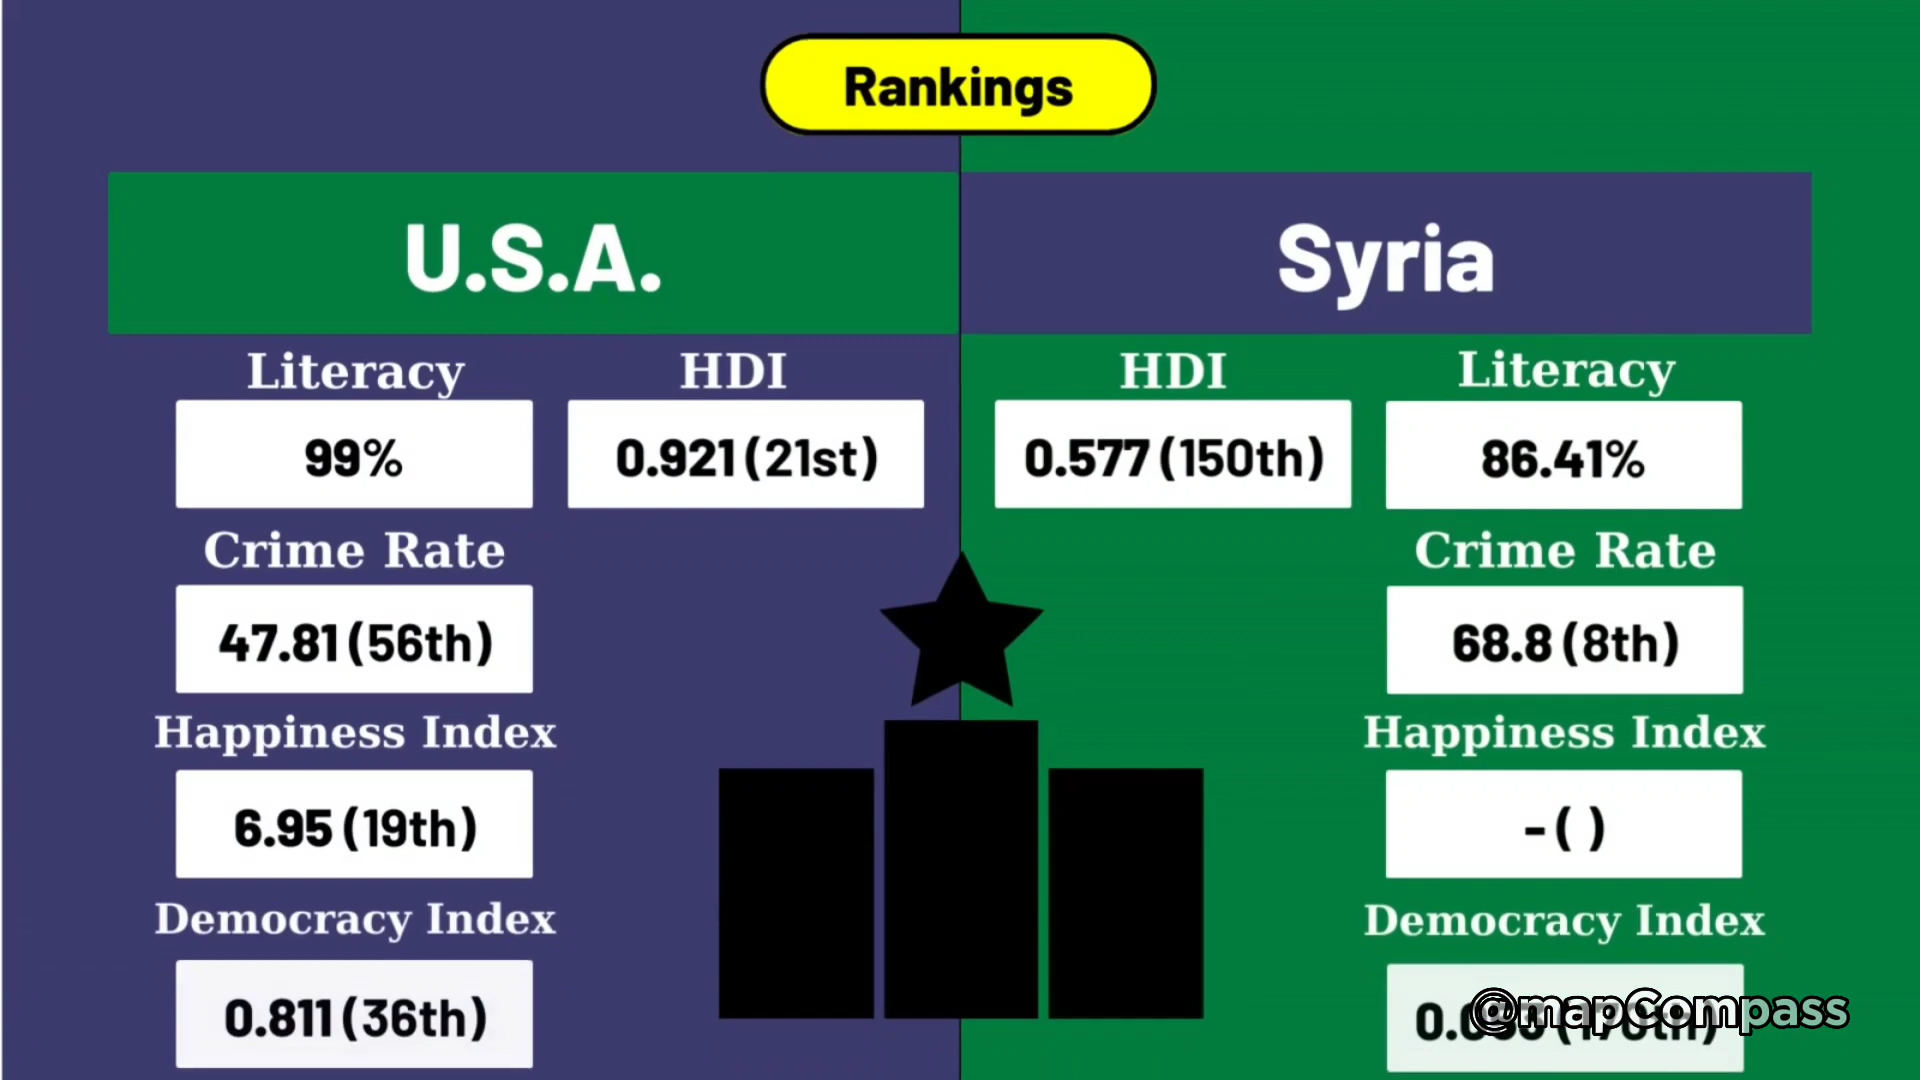 Rankings
U.S.A.
Syria
Literacy
HDI
HDI
Literacy
99%
0.921 (21st)
0.577 (150th)
86.41%
Crime Rate
Crime Rate
47.81 (56th)
68.8 (8th)
Happiness Index
Happiness Index
6.95 (19th)
- ( )
Democracy Index
Democracy Index
0.811 (36th)
@mapCompass